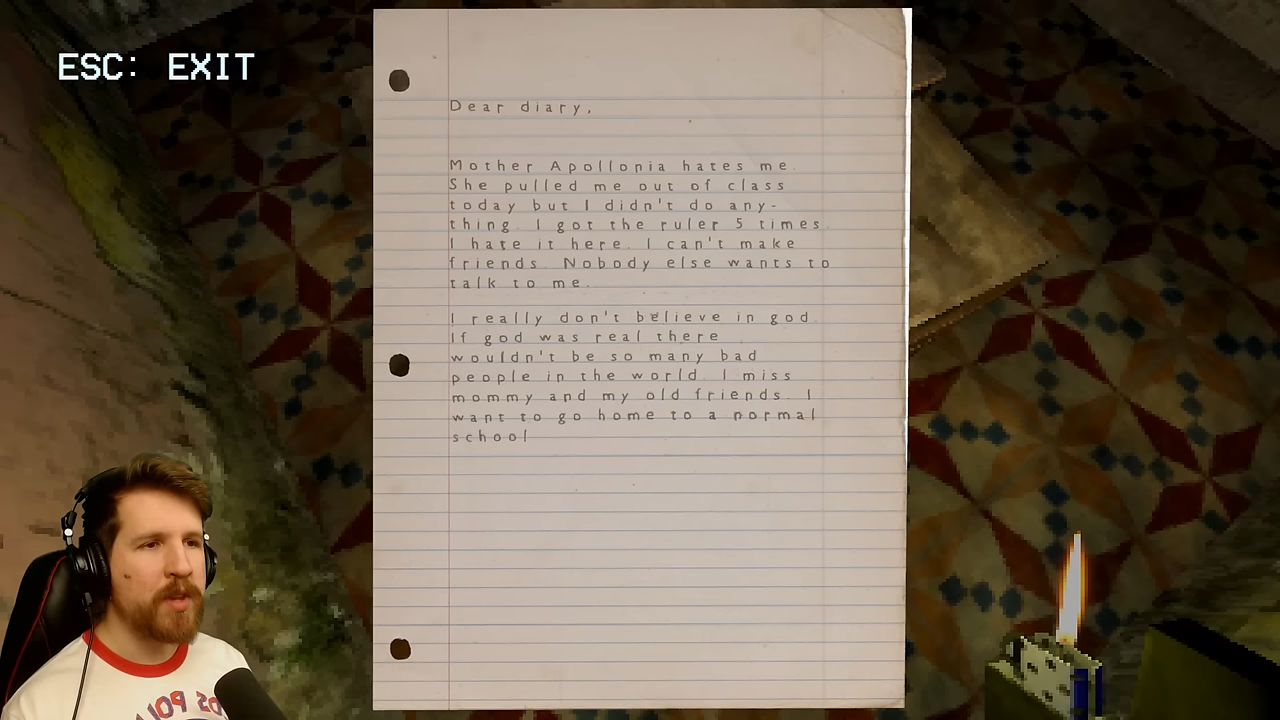 ESC: EXIT
Dear diary,
Mother Apollonia hates me.
She pulled me out of class
today but I didn't do any-
thing. I got the ruler 5 times.
I hate it here. I can't make
friends. Nobody else wants to
talk to me.
I really don't believe in god.
If god was real there
wouldn't be so many bad
people in the world. I miss
mommy and my old friends. I
want to go home to a normal
school